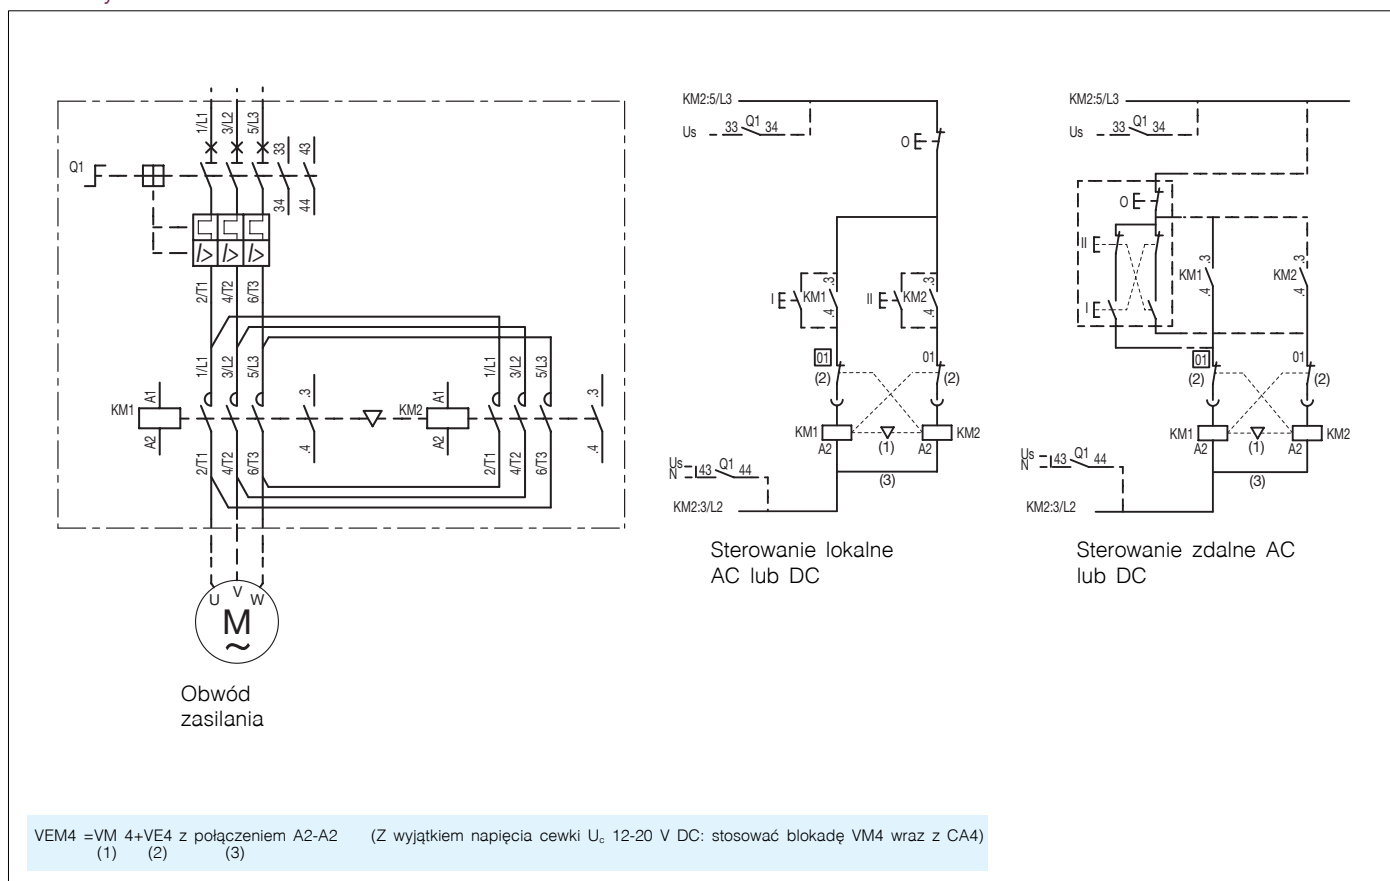 1/L1
3/L2
5/L3
33
43
Q1
34
44
I>
I>
I>
2/T1
4/T2
6/T3
1/L1
3/L2
5/L3
1/L1
3/L2
5/L3
KM1
A1
A2
.3
.4
KM2
A1
A2
.3
.4
2/T1
4/T2
6/T3
2/T1
4/T2
6/T3
U V W
M
~
Obwód
zasilania
KM2:5/L3
Us 33 Q1 34
O
I
KM1
.3
.4
II
KM2
.3
.4
01
01
(2)
(2)
KM1
A2
(1)
A2
KM2
(3)
Us
N
43 Q1 44
KM2:3/L2
Sterowanie lokalne
AC lub DC
KM2:5/L3
Us 33 Q1 34
O
II
I
KM1
.3
.4
KM2
.3
.4
01
01
(2)
(2)
KM1
A2
(1)
A2
KM2
(3)
Us
N
43 Q1 44
KM2:3/L2
Sterowanie zdalne AC
lub DC
VEM4 =VM 4+VE4 z połączeniem A2-A2 (Z wyjątkiem napięcia cewki Uc 12-20 V DC: stosować blokadę VM4 wraz z CA4)
(1) (2) (3)